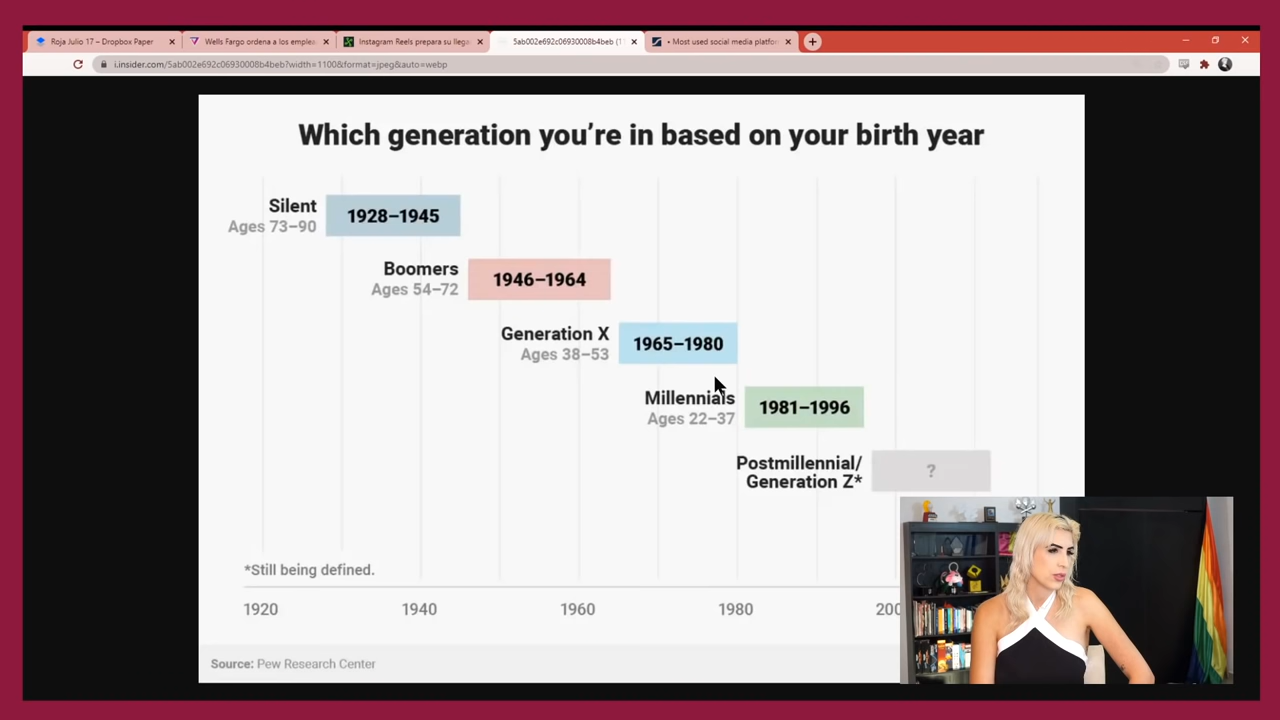 Roja Julio 17 – Dropbox Paper
Wells Fargo ordena a los emplea
Instagram Reels prepara su llega
5ab002e692c06930008b4beb (1
• Most used social media platfo
i.insider.com/5ab002e692c06930008b4beb?width=1100&format=jpeg&auto=webp
Which generation you’re in based on your birth year
Silent
Ages 73–90
1928–1945
Boomers
Ages 54–72
1946–1964
Generation X
Ages 38–53
1965–1980
Millennials
Ages 22–37
1981–1996
Postmillennial/
Generation Z*
?
*Still being defined.
1920 1940 1960 1980 200
Source: Pew Research Center